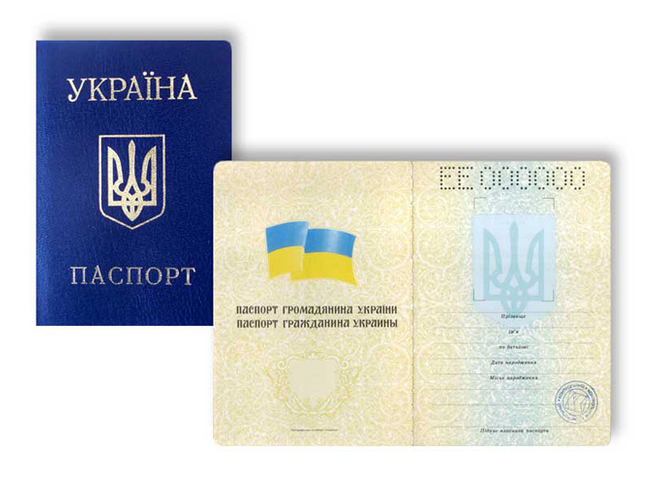 УКРАЇНА
ПАСПОРТ
ЕЕ 000000
ПАСПОРТ ГРОМАДЯНИНА УКРАЇНИ
ПАСПОРТ ГРАЖДАНИНА УКРАИНЫ
Прізвище
ім'я
по батькові
Дата народження
Місце народження
Підпис власника паспорта